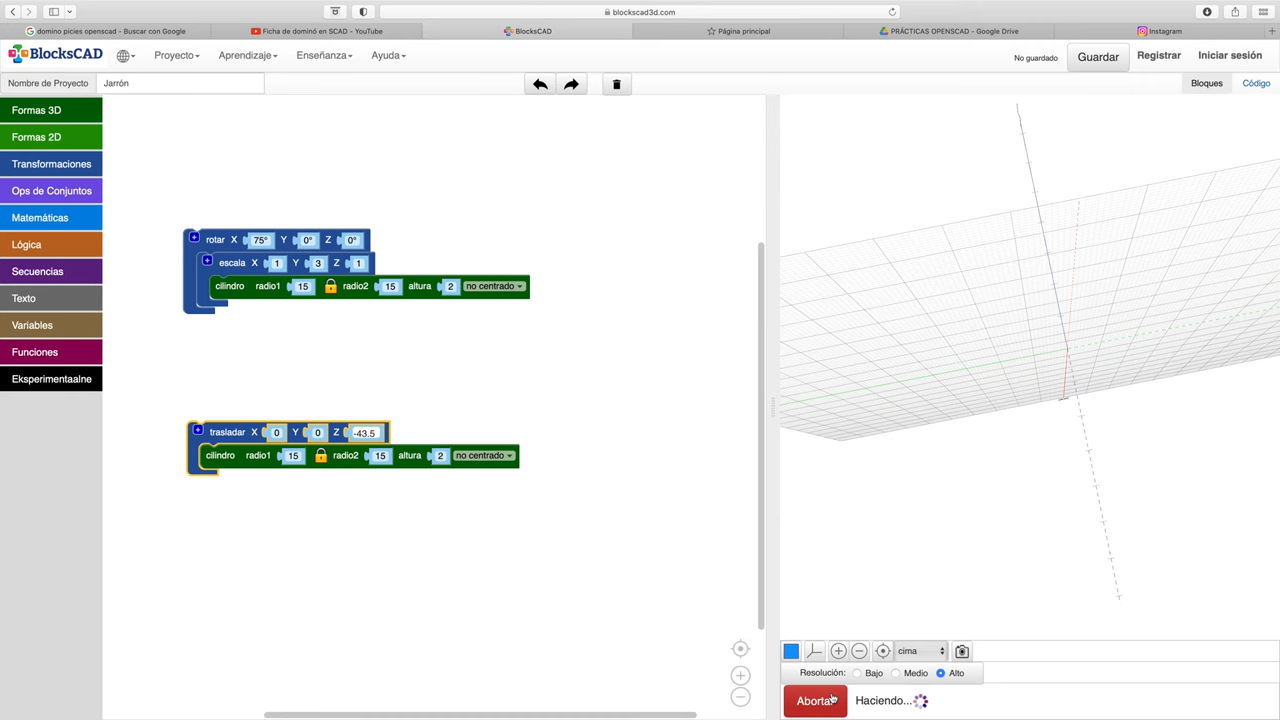 blockscad3d.com
domino picies openscad - Buscar con Google
Ficha de dominó en SCAD - YouTube
BlocksCAD
Página principal
PRÁCTICAS OPENSCAD - Google Drive
Instagram
BlocksCAD
Proyecto
Aprendizaje
Enseñanza
Ayuda
No guardado
Guardar
Registrar
Iniciar sesión
Nombre de Proyecto
Jarrón
Bloques
Código
Formas 3D
Formas 2D
Transformaciones
Ops de Conjuntos
Matemáticas
Lógica
Secuencias
Texto
Variables
Funciones
Eksperimentaalne
rotar X 75° Y 0° Z 0°
escala X 1 Y 3 Z 1
cilindro radio1 15 radio2 15 altura 2 no centrado
trasladar X 0 Y 0 Z -43.5
cilindro radio1 15 radio2 15 altura 2 no centrado
cima
Resolución: Bajo Medio Alto
Haciendo...